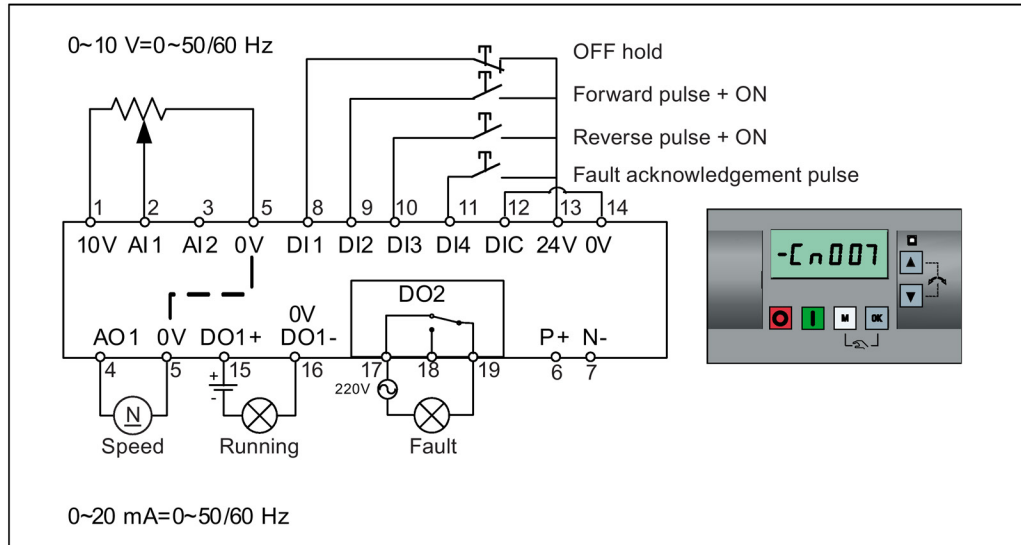 0~10 V=0~50/60 Hz
OFF hold
Forward pulse + ON
Reverse pulse + ON
Fault acknowledgement pulse
1 2 3 5 8 9 10 11 12 13 14
10V AI1 AI2 0V DI1 DI2 DI3 DI4 DIC 24V 0V
-Cn007
M OK
DO2
0V
AO1 0V DO1+ DO1- P+ N-
4 5 15 16 17 18 19 6 7
+
-
220V
N
Speed Running Fault
0~20 mA=0~50/60 Hz